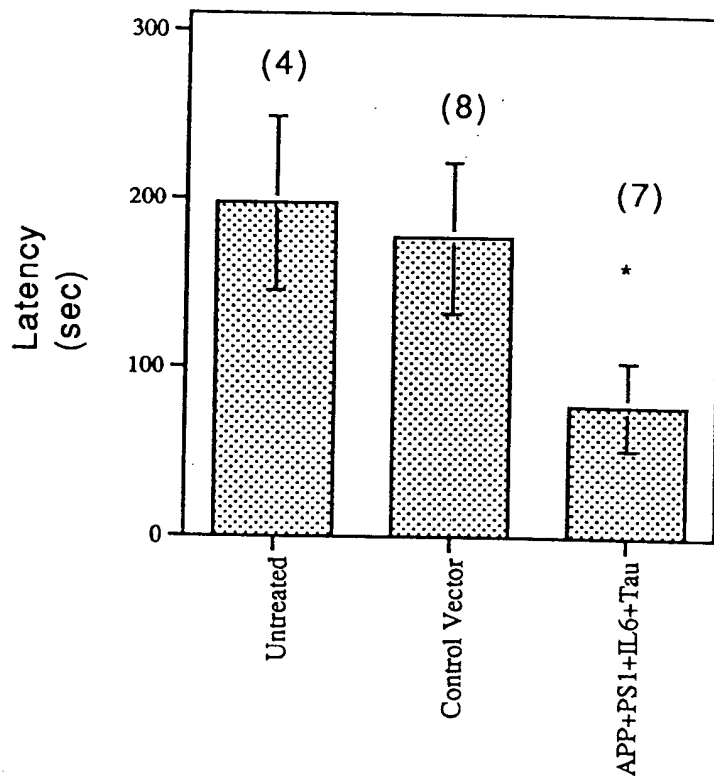 300
(4)
(8)
200
(7)
*
Latency
(sec)
100
0
Untreated
Control Vector
APP+PS1+IL6+Tau